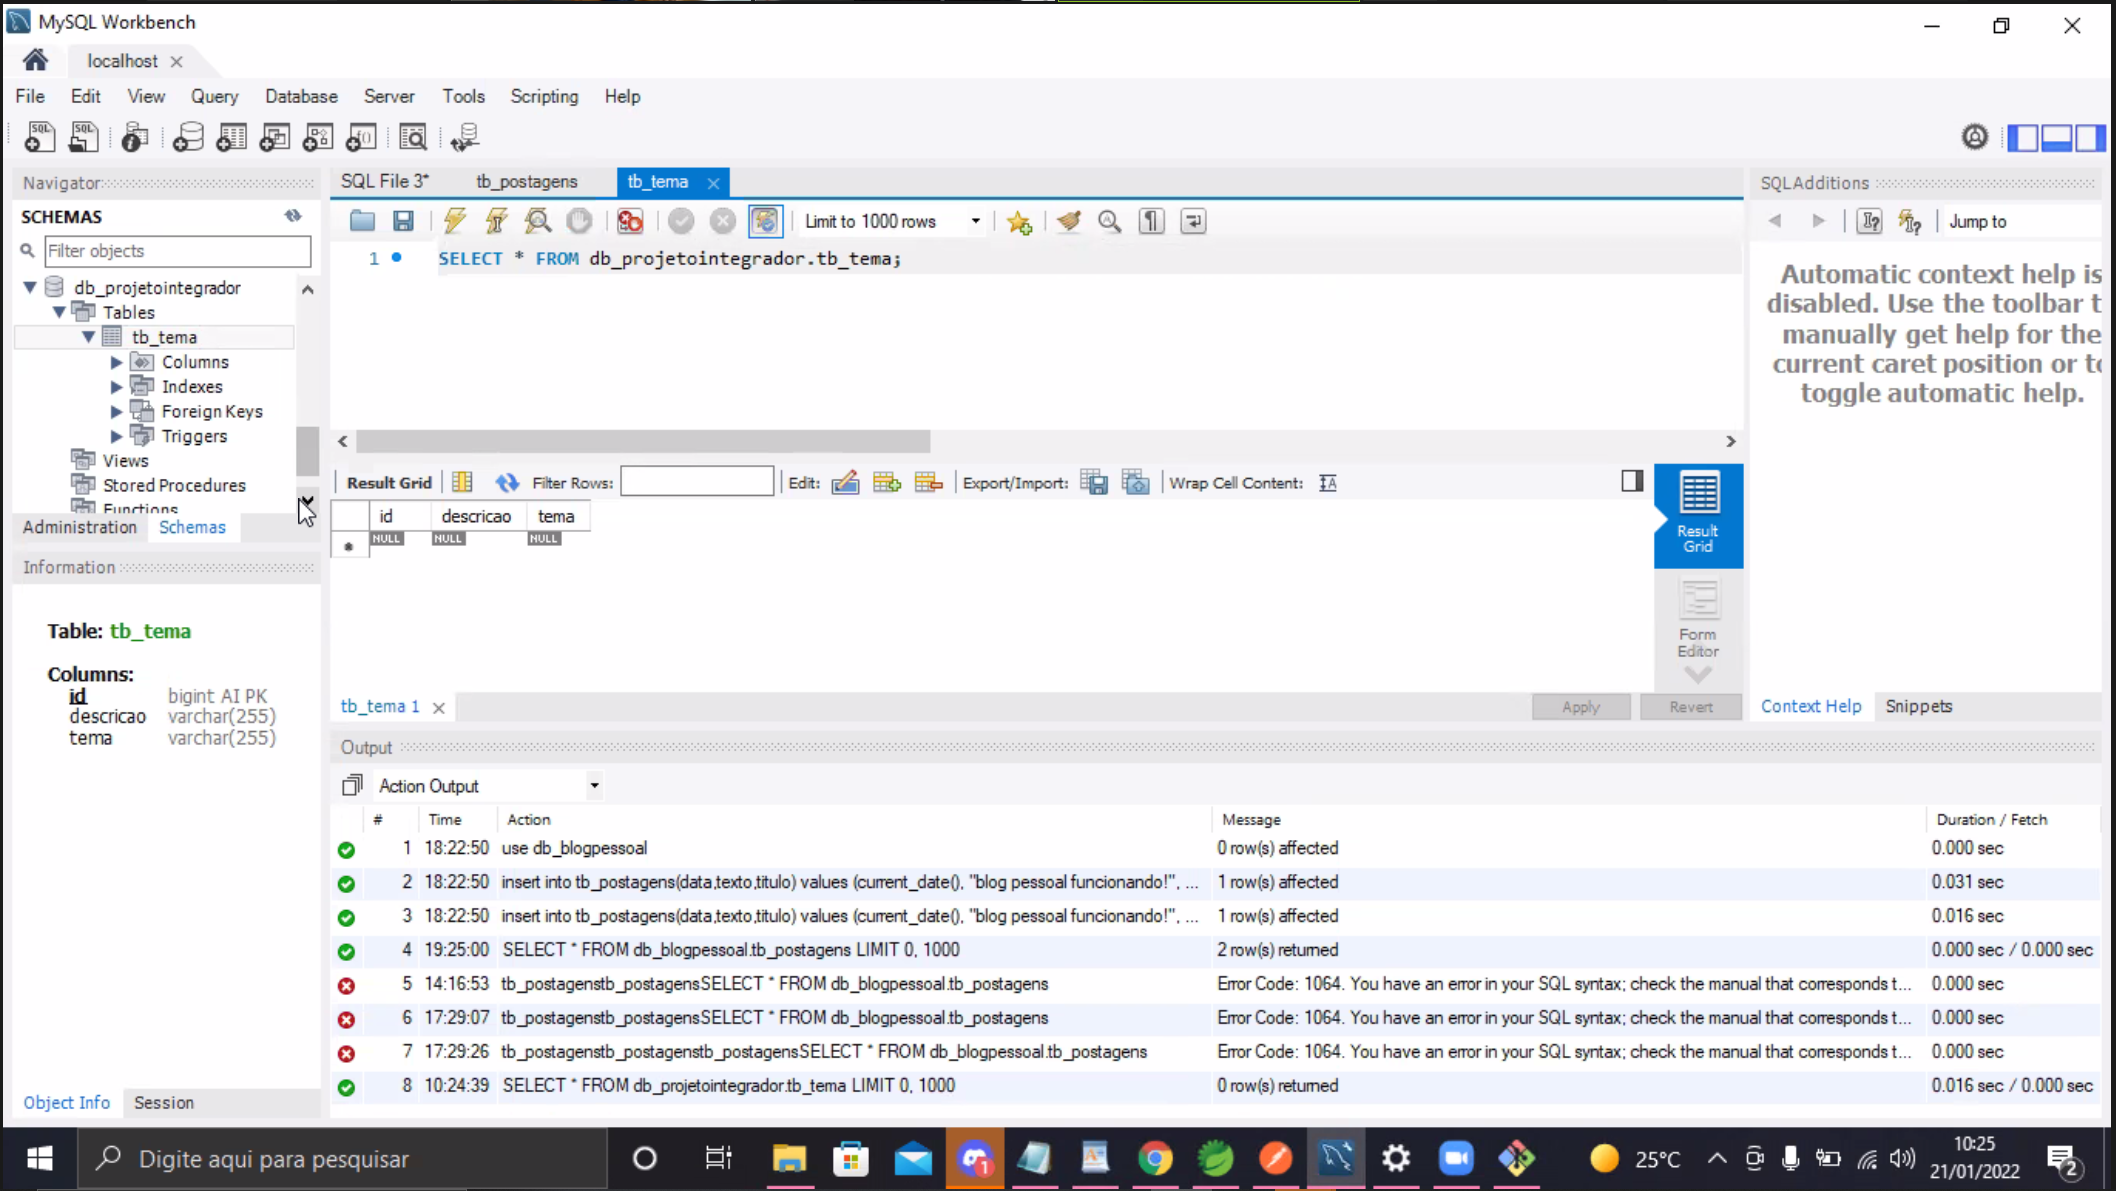 MySQL Workbench
localhost
File Edit View Query Database Server Tools Scripting Help
Navigator
SCHEMAS
Filter objects
db_projetointegrador
Tables
tb_tema
Columns
Indexes
Foreign Keys
Triggers
Views
Stored Procedures
Functions
Administration Schemas
Information
Table: tb_tema
Columns:
id bigint AI PK
descricao varchar(255)
tema varchar(255)
Object Info Session
SQL File 3* tb_postagens tb_tema
Limit to 1000 rows
1 SELECT * FROM db_projetointegrador.tb_tema;
Result Grid Filter Rows: Edit: Export/Import: Wrap Cell Content:
id descricao tema
NULL NULL NULL
Result
Grid
Form
Editor
tb_tema 1 Apply Revert
SQLAdditions
Jump to
Automatic context help is
disabled. Use the toolbar t
manually get help for the
current caret position or to
toggle automatic help.
Context Help Snippets
Output
Action Output
# Time Action Message Duration / Fetch
1 18:22:50 use db_blogpessoal 0 row(s) affected 0.000 sec
2 18:22:50 insert into tb_postagens(data,texto,titulo) values (current_date(), "blog pessoal funcionando!", ... 1 row(s) affected 0.031 sec
3 18:22:50 insert into tb_postagens(data,texto,titulo) values (current_date(), "blog pessoal funcionando!", ... 1 row(s) affected 0.016 sec
4 19:25:00 SELECT * FROM db_blogpessoal.tb_postagens LIMIT 0, 1000 2 row(s) returned 0.000 sec / 0.000 sec
5 14:16:53 tb_postagenstb_postagensSELECT * FROM db_blogpessoal.tb_postagens Error Code: 1064. You have an error in your SQL syntax; check the manual that corresponds t... 0.000 sec
6 17:29:07 tb_postagenstb_postagensSELECT * FROM db_blogpessoal.tb_postagens Error Code: 1064. You have an error in your SQL syntax; check the manual that corresponds t... 0.000 sec
7 17:29:26 tb_postagenstb_postagenstb_postagensSELECT * FROM db_blogpessoal.tb_postagens Error Code: 1064. You have an error in your SQL syntax; check the manual that corresponds t... 0.000 sec
8 10:24:39 SELECT * FROM db_projetointegrador.tb_tema LIMIT 0, 1000 0 row(s) returned 0.016 sec / 0.000 sec
Digite aqui para pesquisar
1
25°C
10:25
21/01/2022
2